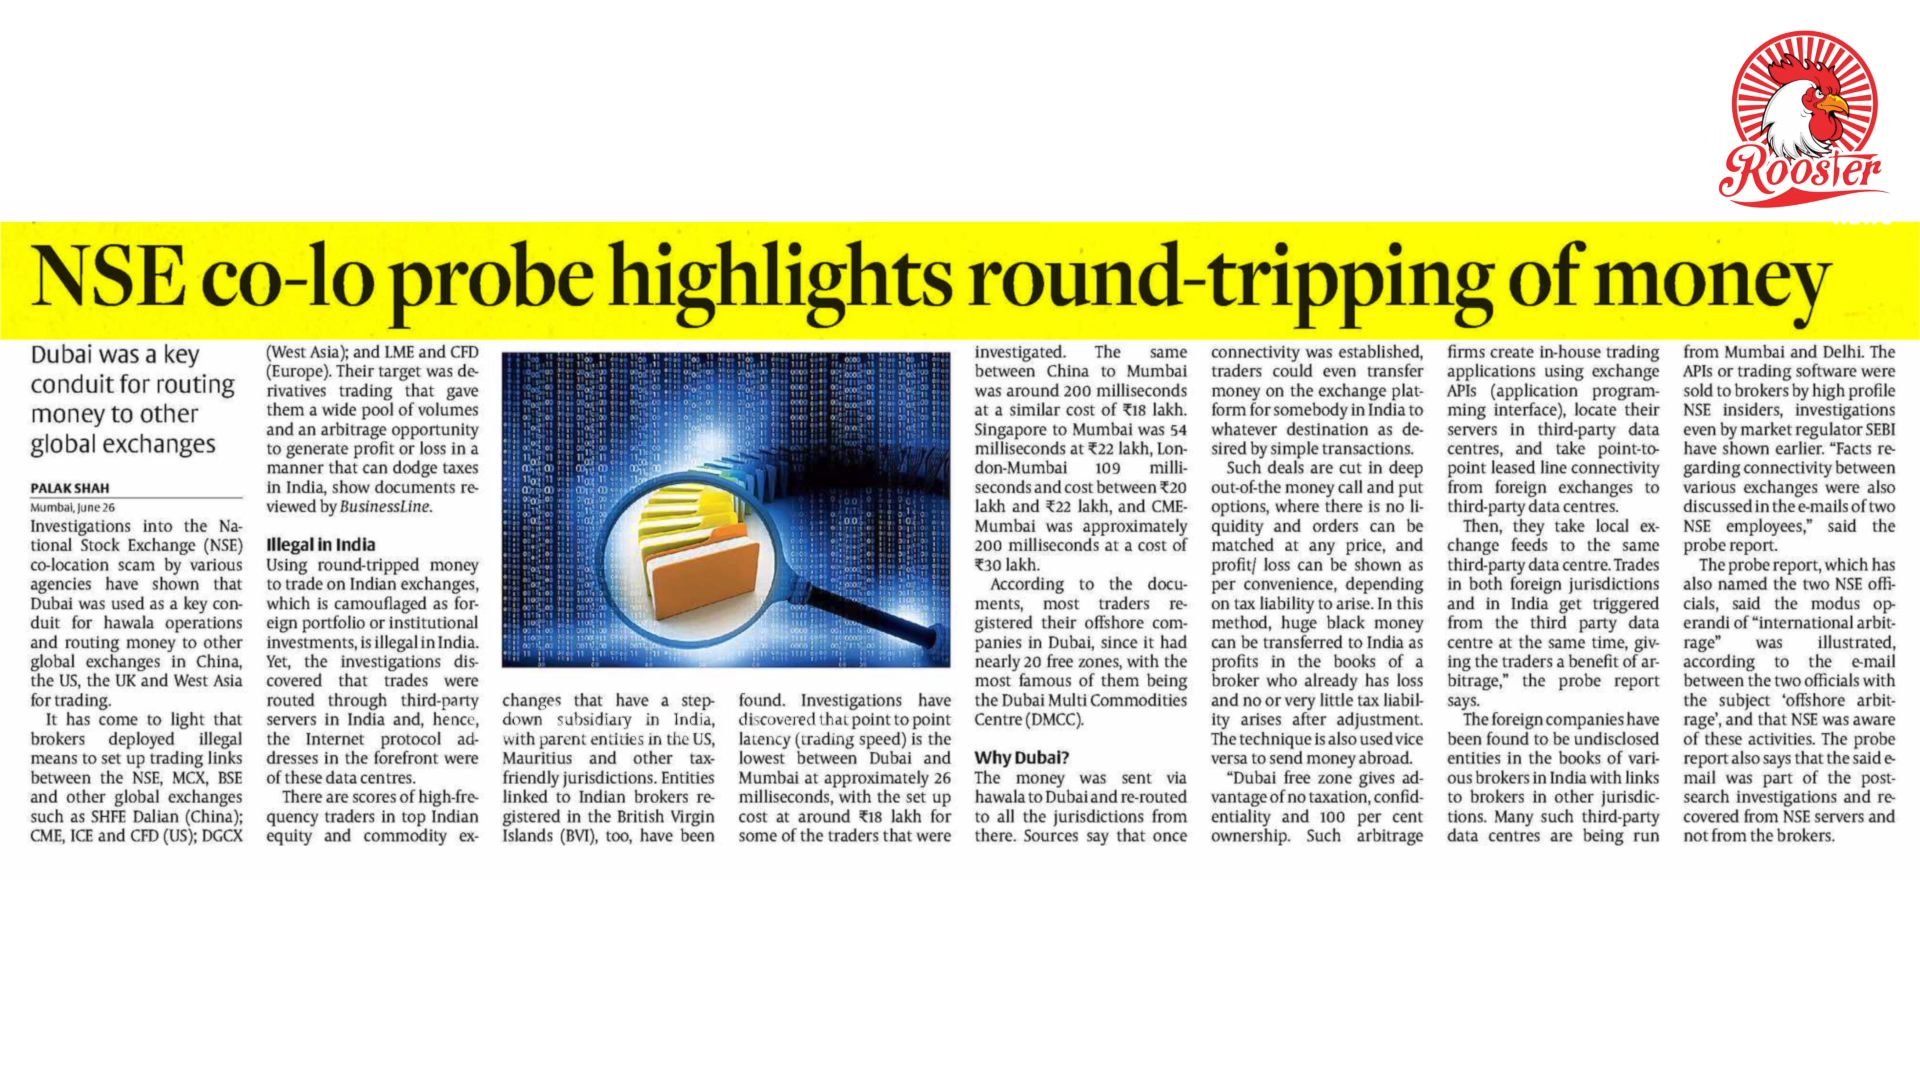 Rooster
NSE co-lo probe highlights round-tripping of money
Dubai was a key
conduit for routing
money to other
global exchanges
PALAK SHAH
Mumbai, June 26
Investigations into the Na-
tional Stock Exchange (NSE)
co-location scam by various
agencies have shown that
Dubai was used as a key con-
duit for hawala operations
and routing money to other
global exchanges in China,
the US, the UK and West Asia
for trading.
It has come to light that
brokers deployed illegal
means to set up trading links
between the NSE, MCX, BSE
and other global exchanges
such as SHFE Dalian (China);
CME, ICE and CFD (US); DGCX
(West Asia); and LME and CFD
(Europe). Their target was de-
rivatives trading that gave
them a wide pool of volumes
and an arbitrage opportunity
to generate profit or loss in a
manner that can dodge taxes
in India, show documents re-
viewed by BusinessLine.
Illegal in India
Using round-tripped money
to trade on Indian exchanges,
which is camouflaged as for-
eign portfolio or institutional
investments, is illegal in India.
Yet, the investigations dis-
covered that trades were
routed through third-party
servers in India and, hence,
the Internet protocol ad-
dresses in the forefront were
of these data centres.
There are scores of high-fre-
quency traders in top Indian
equity and commodity ex-
changes that have a step-
down subsidiary in India,
with parent entities in the US,
Mauritius and other tax-
friendly jurisdictions. Entities
linked to Indian brokers re-
gistered in the British Virgin
Islands (BVI), too, have been
found. Investigations have
discovered that point to point
latency (trading speed) is the
lowest between Dubai and
Mumbai at approximately 26
milliseconds, with the set up
cost at around ₹18 lakh for
some of the traders that were
investigated. The same
between China to Mumbai
was around 200 milliseconds
at a similar cost of ₹18 lakh.
Singapore to Mumbai was 54
milliseconds at ₹22 lakh, Lon-
don-Mumbai 109 milli-
seconds and cost between ₹20
lakh and ₹22 lakh, and CME-
Mumbai was approximately
200 milliseconds at a cost of
₹30 lakh.
According to the docu-
ments, most traders re-
gistered their offshore com-
panies in Dubai, since it had
nearly 20 free zones, with the
most famous of them being
the Dubai Multi Commodities
Centre (DMCC).
Why Dubai?
The money was sent via
hawala to Dubai and re-routed
to all the jurisdictions from
there. Sources say that once
connectivity was established,
traders could even transfer
money on the exchange plat-
form for somebody in India to
whatever destination as de-
sired by simple transactions.
Such deals are cut in deep
out-of-the money call and put
options, where there is no li-
quidity and orders can be
matched at any price, and
profit/ loss can be shown as
per convenience, depending
on tax liability to arise. In this
method, huge black money
can be transferred to India as
profits in the books of a
broker who already has loss
and no or very little tax liabil-
ity arises after adjustment.
The technique is also used vice
versa to send money abroad.
“Dubai free zone gives ad-
vantage of no taxation, confid-
entiality and 100 per cent
ownership. Such arbitrage
firms create in-house trading
applications using exchange
APIs (application program-
ming interface), locate their
servers in third-party data
centres, and take point-to-
point leased line connectivity
from foreign exchanges to
third-party data centres.
Then, they take local ex-
change feeds to the same
third-party data centre. Trades
in both foreign jurisdictions
and in India get triggered
from the third party data
centre at the same time, giv-
ing the traders a benefit of ar-
bitrage,” the probe report
says.
The foreign companies have
been found to be undisclosed
entities in the books of vari-
ous brokers in India with links
to brokers in other jurisdic-
tions. Many such third-party
data centres are being run
from Mumbai and Delhi. The
APIs or trading software were
sold to brokers by high profile
NSE insiders, investigations
even by market regulator SEBI
have shown earlier. “Facts re-
garding connectivity between
various exchanges were also
discussed in the e-mails of two
NSE employees,” said the
probe report.
The probe report, which has
also named the two NSE offi-
cials, said the modus op-
erandi of “international arbit-
rage” was illustrated,
according to the e-mail
between the two officials with
the subject ‘offshore arbit-
rage’, and that NSE was aware
of these activities. The probe
report also says that the said e-
mail was part of the post-
search investigations and re-
covered from NSE servers and
not from the brokers.